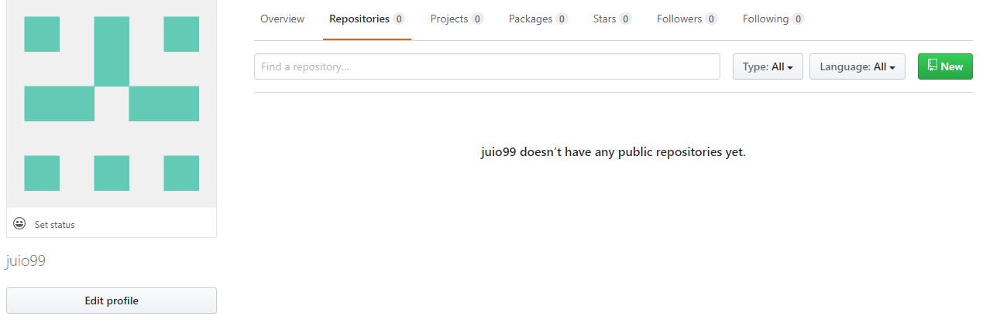 Overview Repositories 0 Projects 0 Packages 0 Stars 0 Followers 0 Following 0
Find a repository… Type: All Language: All New
juio99 doesn’t have any public repositories yet.
Set status
juio99
Edit profile